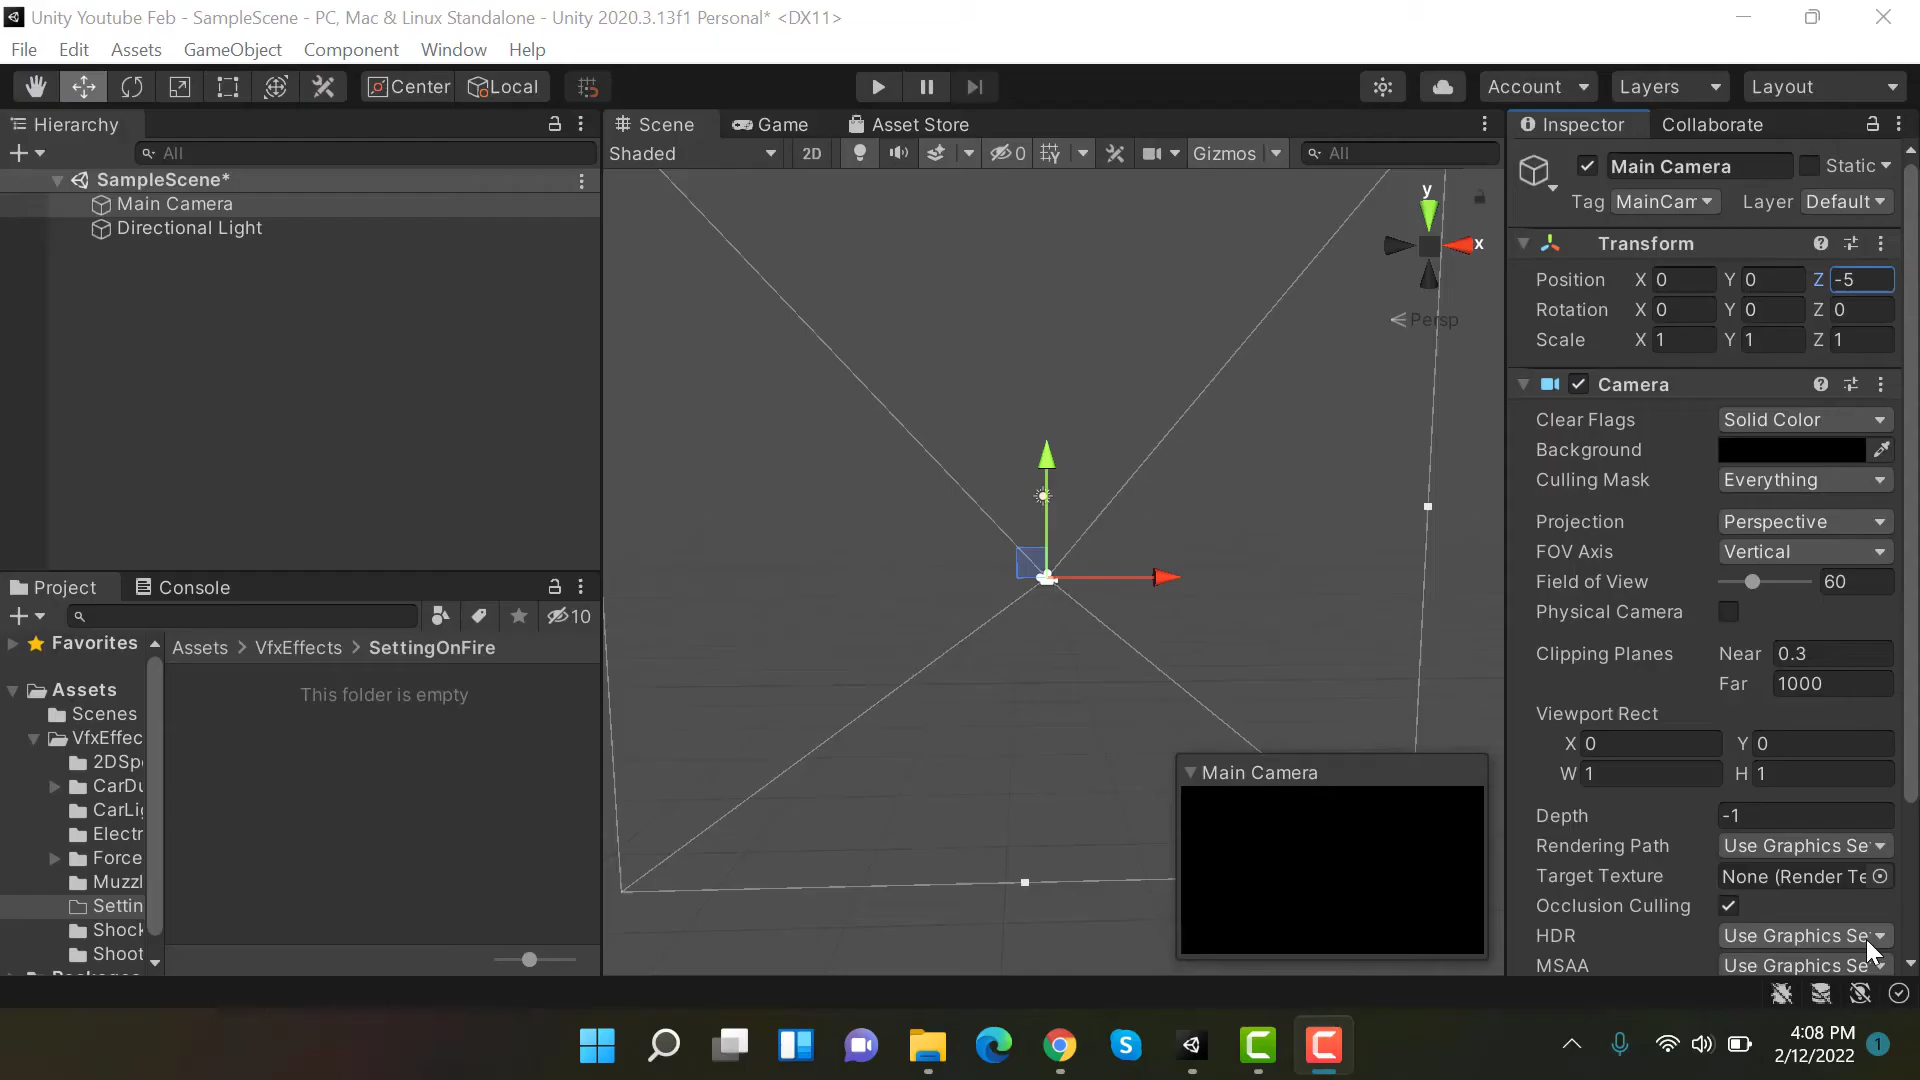 Unity Youtube Feb - SampleScene - PC, Mac & Linux Standalone - Unity 2020.3.13f1 Personal* <DX11>
File Edit Assets GameObject Component Window Help
Center Local Account Layers Layout
Hierarchy
All
SampleScene*
Main Camera
Directional Light
Scene Game Asset Store
Shaded 2D 0 Gizmos All
y
x
Persp
Main Camera
Project Console
10
Favorites
Assets
Scenes
VfxEffec
2DSp
CarDu
CarLi
Electr
Force
Muzzl
Settin
Shock
Shoot
Assets > VfxEffects > SettingOnFire
This folder is empty
Inspector Collaborate
Main Camera Static
Tag MainCam Layer Default
Transform
Position X 0 Y 0 Z -5
Rotation X 0 Y 0 Z 0
Scale X 1 Y 1 Z 1
Camera
Clear Flags Solid Color
Background
Culling Mask Everything
Projection Perspective
FOV Axis Vertical
Field of View 60
Physical Camera
Clipping Planes Near 0.3
Far 1000
Viewport Rect
X 0 Y 0
W 1 H 1
Depth -1
Rendering Path Use Graphics Se
Target Texture None (Render Te
Occlusion Culling
HDR Use Graphics Se
MSAA Use Graphics Se
4:08 PM
2/12/2022
1